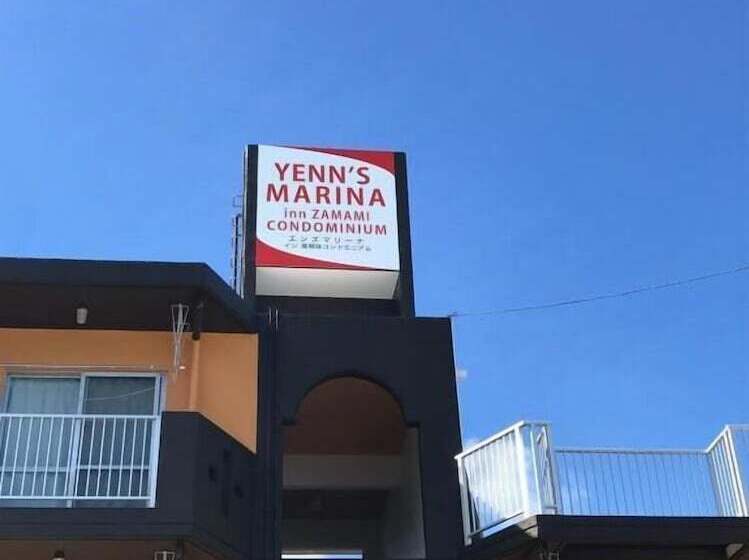 YENN'S
MARINA
inn ZAMAMI
CONDOMINIUM
エンズマリーナ
イン 座間味コンドミニアム